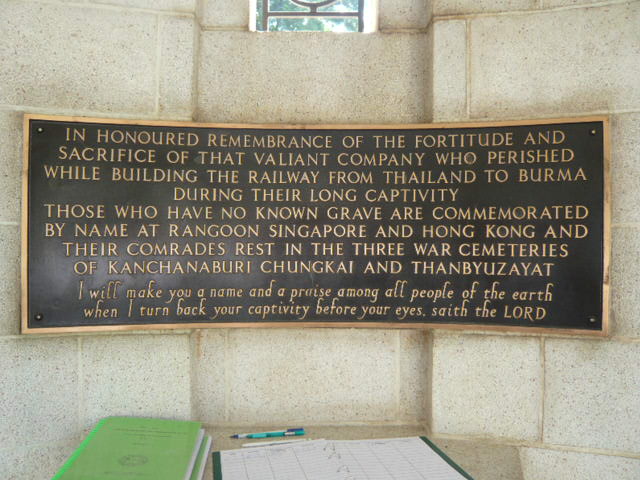 IN HONOURED REMEMBRANCE OF THE FORTITUDE AND
SACRIFICE OF THAT VALIANT COMPANY WHO PERISHED
WHILE BUILDING THE RAILWAY FROM THAILAND TO BURMA
DURING THEIR LONG CAPTIVITY
THOSE WHO HAVE NO KNOWN GRAVE ARE COMMEMORATED
BY NAME AT RANGOON SINGAPORE AND HONG KONG AND
THEIR COMRADES REST IN THE THREE WAR CEMETERIES
OF KANCHANABURI CHUNGKAI AND THANBYUZAYAT
I will make you a name and a praise among all people of the earth
when I turn back your captivity before your eyes, saith the LORD